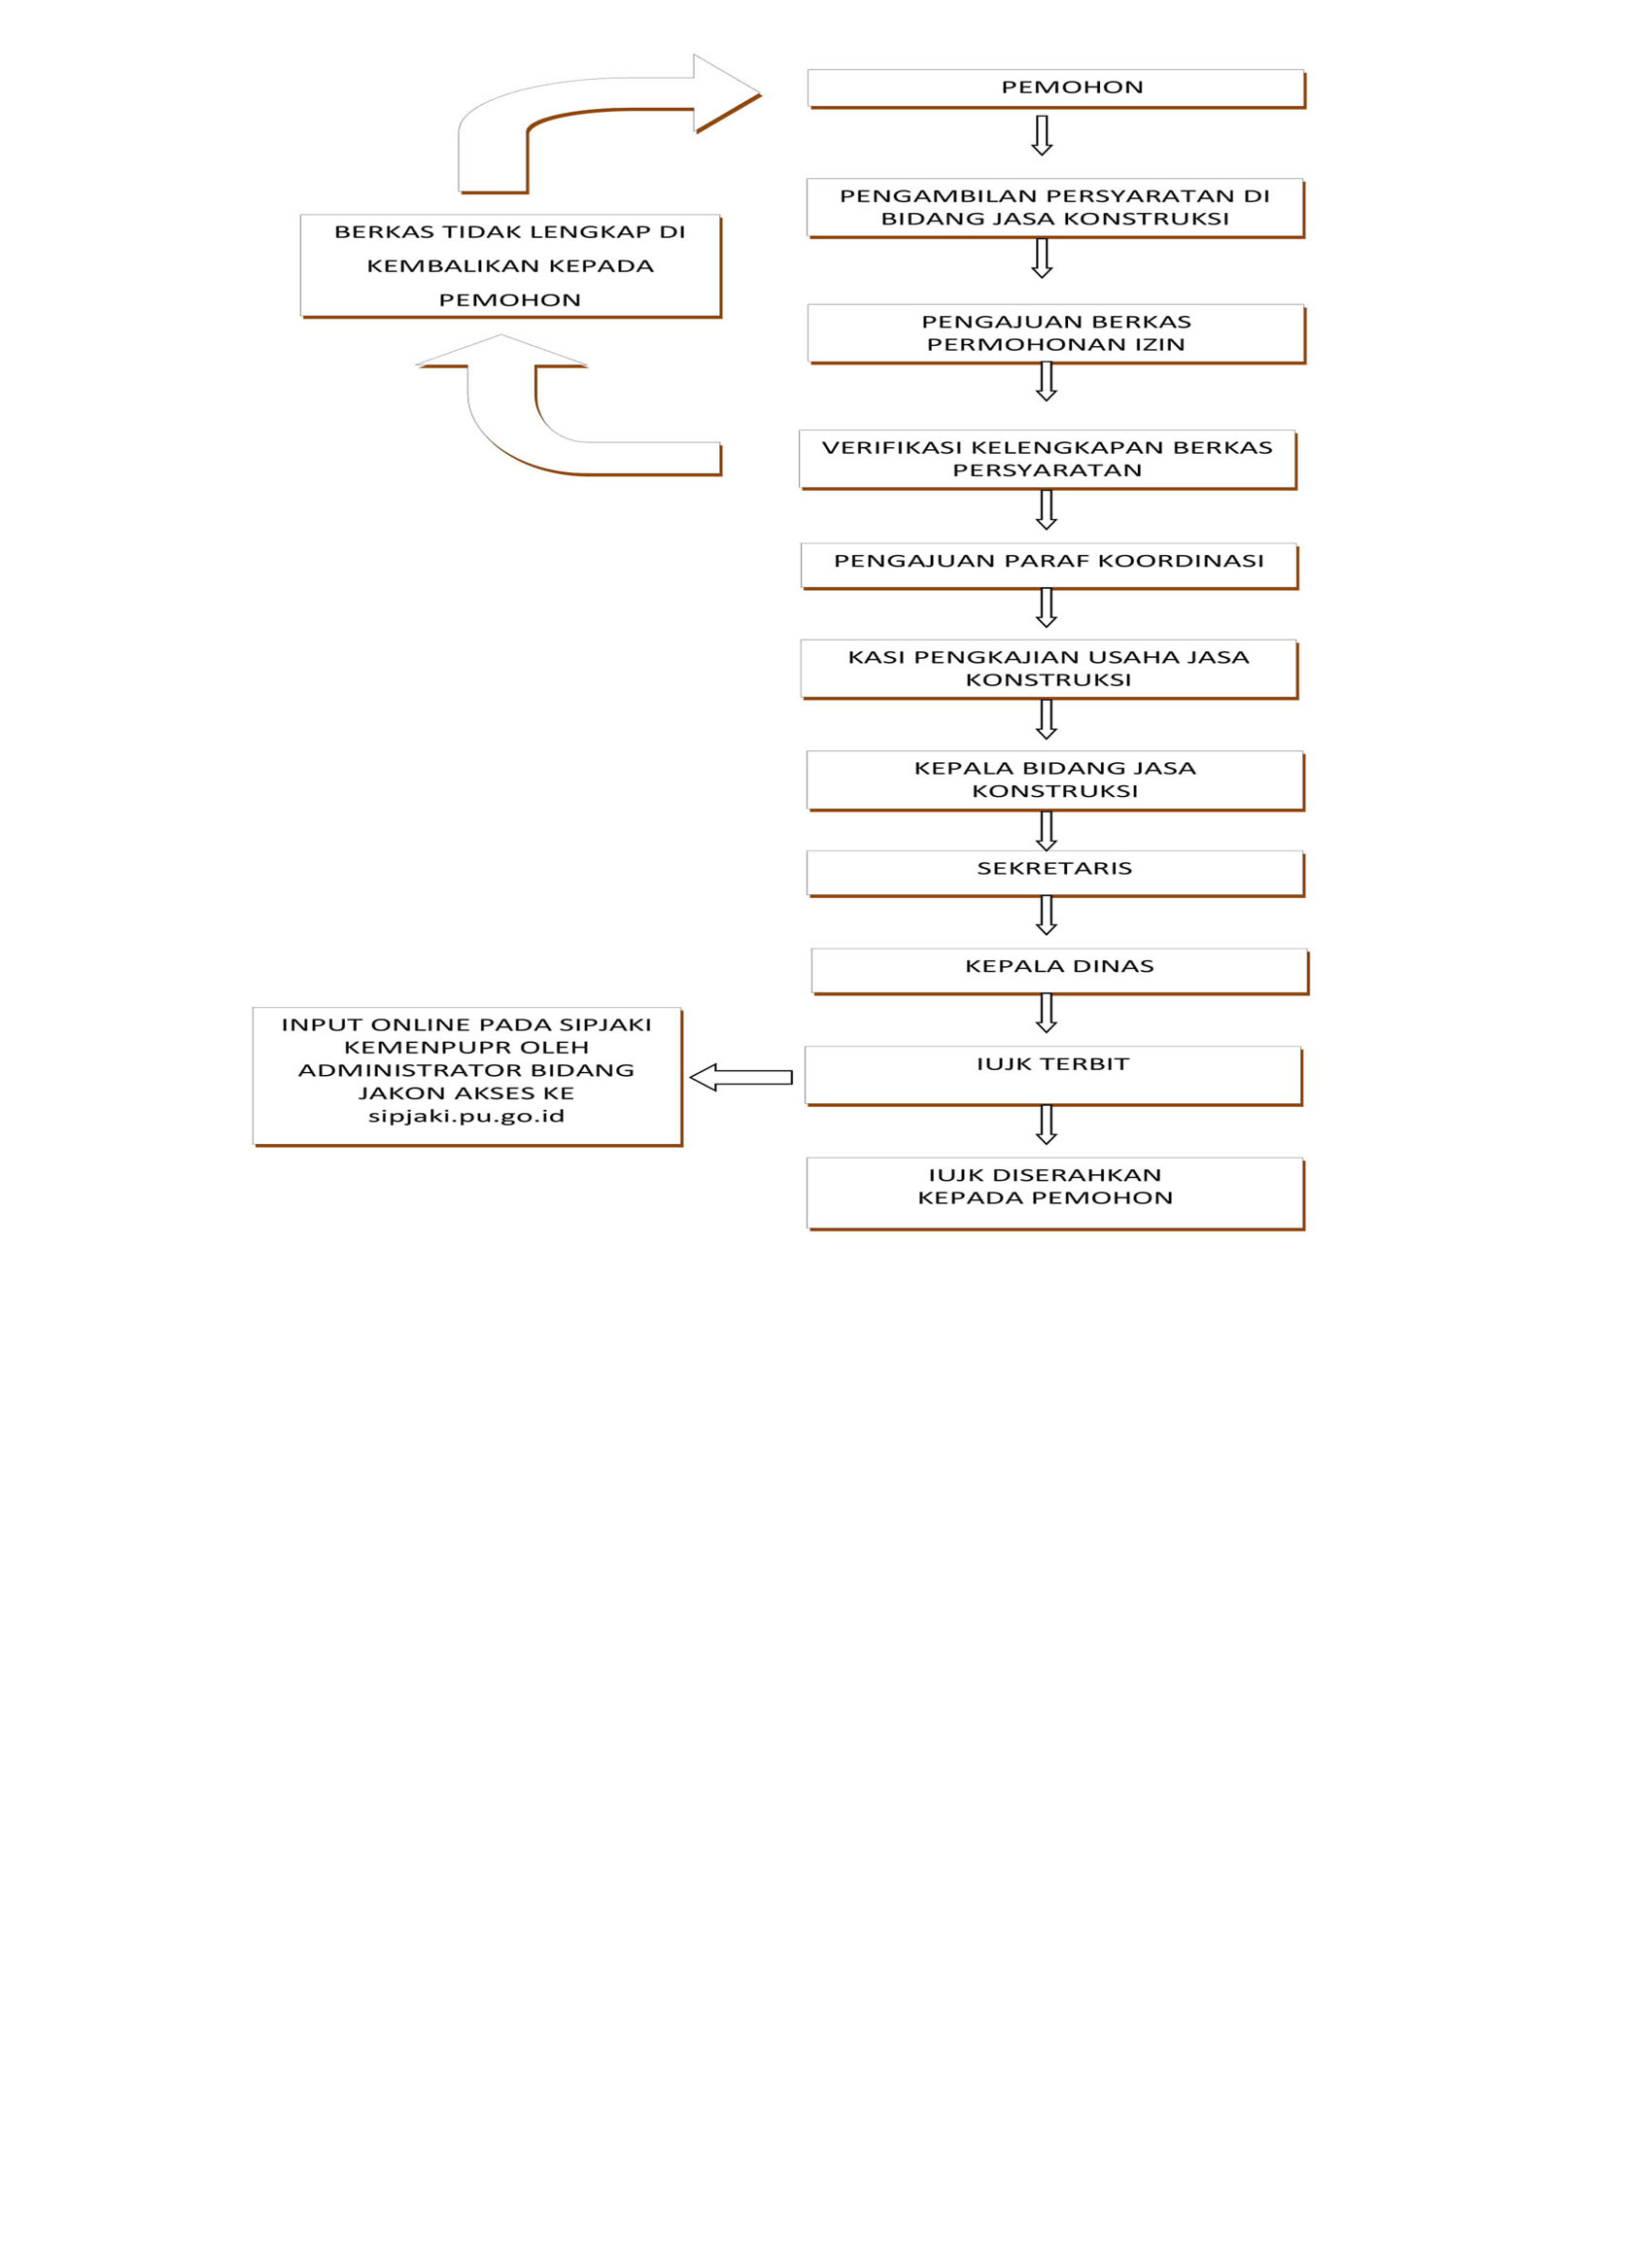 PEMOHON
PENGAMBILAN PERSYARATAN DI
BIDANG JASA KONSTRUKSI
BERKAS TIDAK LENGKAP DI
KEMBALIKAN KEPADA
PEMOHON
PENGAJUAN BERKAS
PERMOHONAN IZIN
VERIFIKASI KELENGKAPAN BERKAS
PERSYARATAN
PENGAJUAN PARAF KOORDINASI
KASI PENGKAJIAN USAHA JASA
KONSTRUKSI
KEPALA BIDANG JASA
KONSTRUKSI
SEKRETARIS
KEPALA DINAS
IUJK TERBIT
INPUT ONLINE PADA SIPJAKI
KEMENPUPR OLEH
ADMINISTRATOR BIDANG
JAKON AKSES KE
sipjaki.pu.go.id
IUJK DISERAHKAN
KEPADA PEMOHON